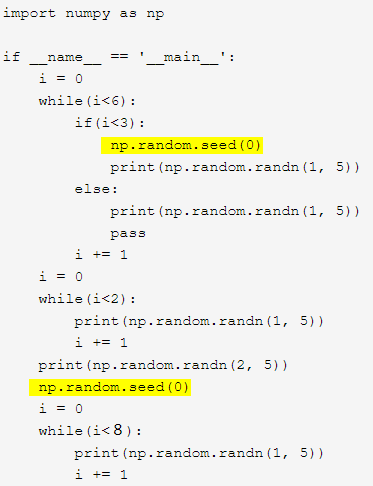 import numpy as np
if __name__ == '__main__':
    i = 0
    while(i<6):
        if(i<3):
            np.random.seed(0)
            print(np.random.randn(1, 5))
        else:
            print(np.random.randn(1, 5))
            pass
        i += 1
    i = 0
    while(i<2):
        print(np.random.randn(1, 5))
        i += 1
    print(np.random.randn(2, 5))
    np.random.seed(0)
    i = 0
    while(i<8):
        print(np.random.randn(1, 5))
        i += 1